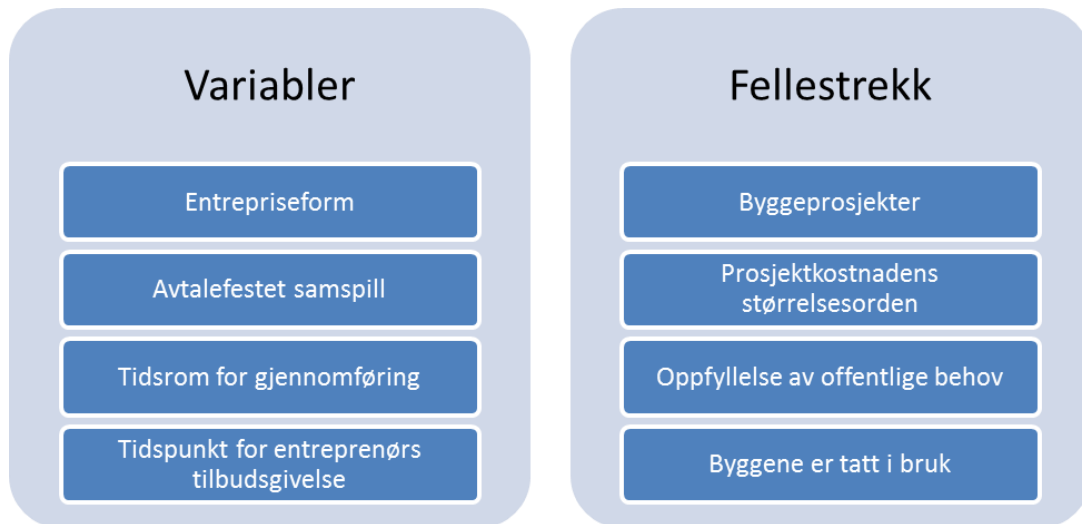 Variabler
Entrepriseform
Avtalefestet samspill
Tidsrom for gjennomføring
Tidspunkt for entreprenørs
tilbudsgivelse
Fellestrekk
Byggeprosjekter
Prosjektkostnadens
størrelsesorden
Oppfyllelse av offentlige behov
Byggene er tatt i bruk